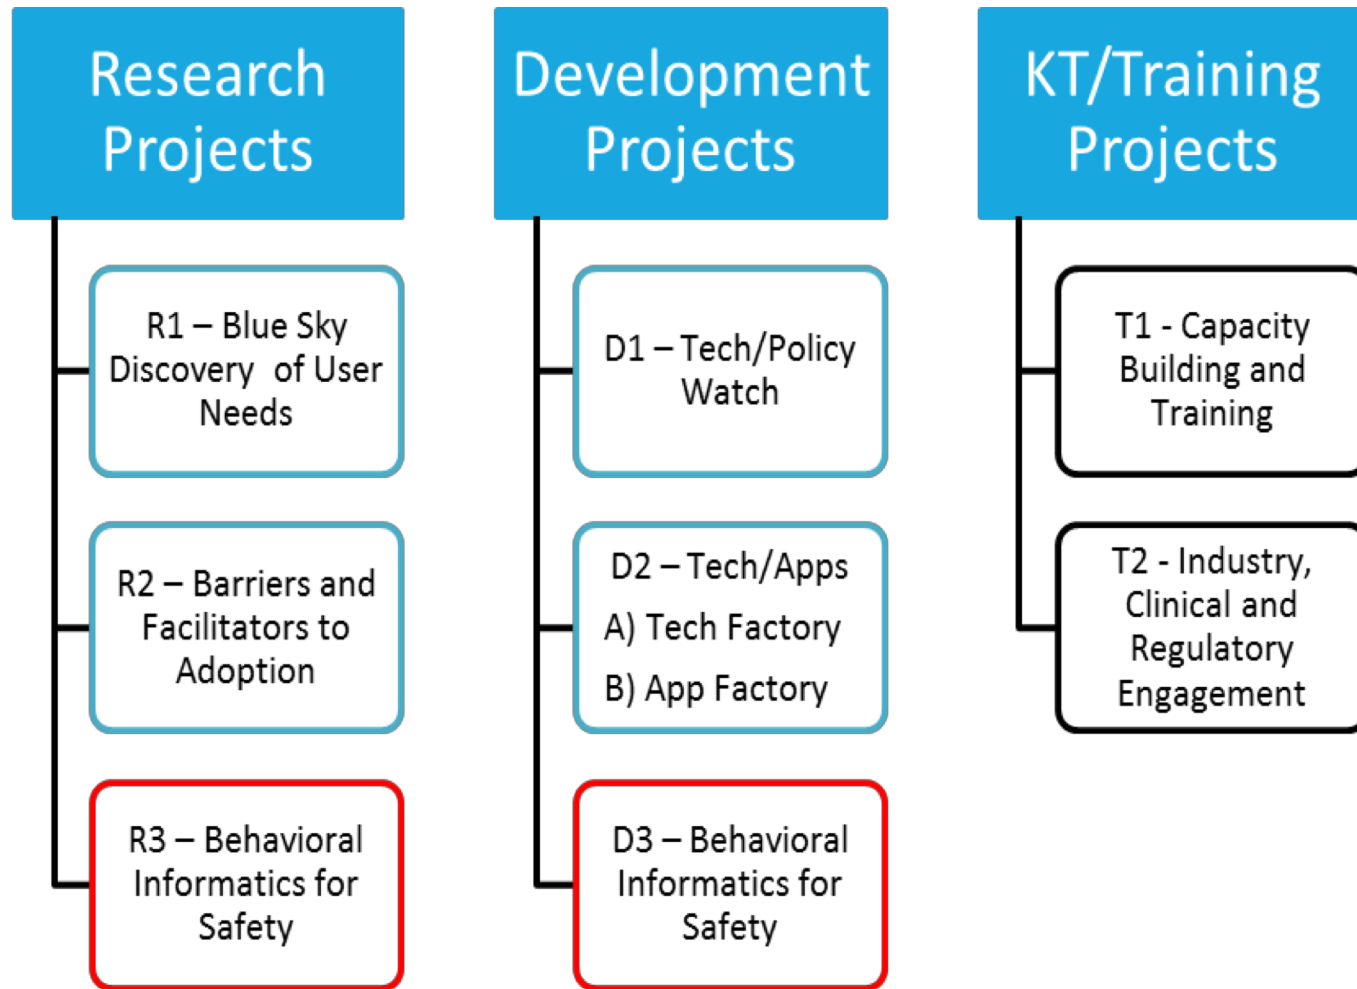 Research
Projects
R1 – Blue Sky
Discovery of User
Needs
R2 – Barriers and
Facilitators to
Adoption
R3 – Behavioral
Informatics for
Safety
Development
Projects
D1 – Tech/Policy
Watch
D2 – Tech/Apps
A) Tech Factory
B) App Factory
D3 – Behavioral
Informatics for
Safety
KT/Training
Projects
T1 - Capacity
Building and
Training
T2 - Industry,
Clinical and
Regulatory
Engagement